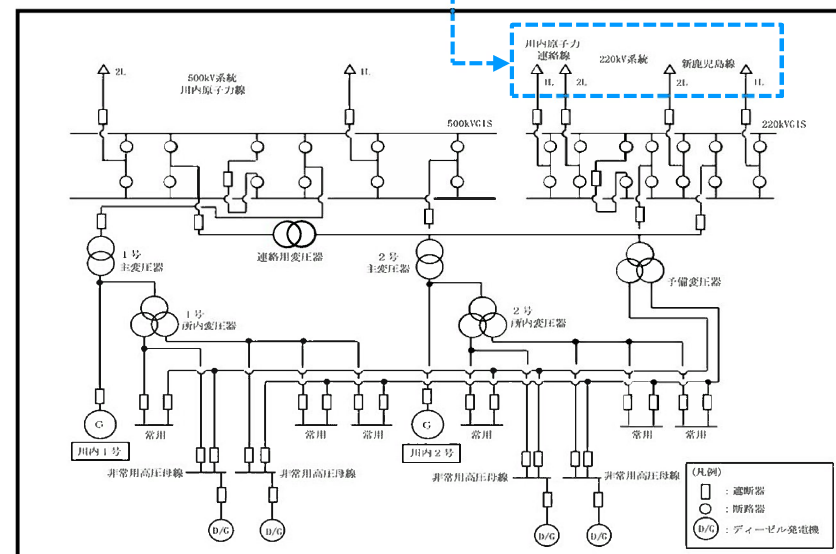 川内原子力
連絡線
220kV系統
新鹿児島線
1L
2L
2L
1L
2L
500kV系統
川内原子力線
1L
500kVGIS
220kVGIS
1号
主変圧器
連絡用変圧器
2号
主変圧器
予備変圧器
1号
所内変圧器
2号
所内変圧器
G
川内1号
常用
常用
常用
G
川内2号
常用
常用
常用
非常用高圧母線
非常用高圧母線
非常用高圧母線
非常用高圧母線
D/G
D/G
D/G
D/G
(凡例)
：遮断器
：断路器
D/G ：ディーゼル発電機